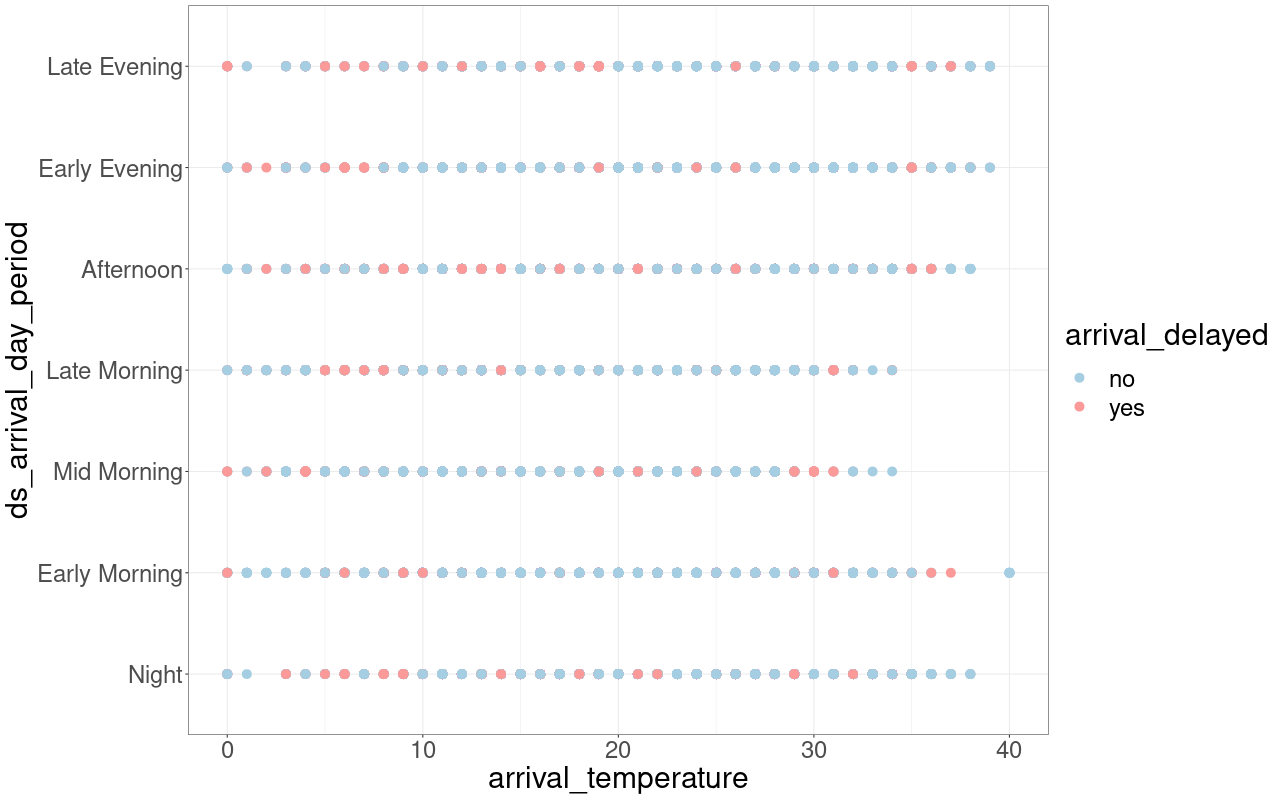 Late Evening
Early Evening
Afternoon
Late Morning
Mid Morning
Early Morning
Night
ds_arrival_day_period
0 10 20 30 40
arrival_temperature
arrival_delayed
no
yes